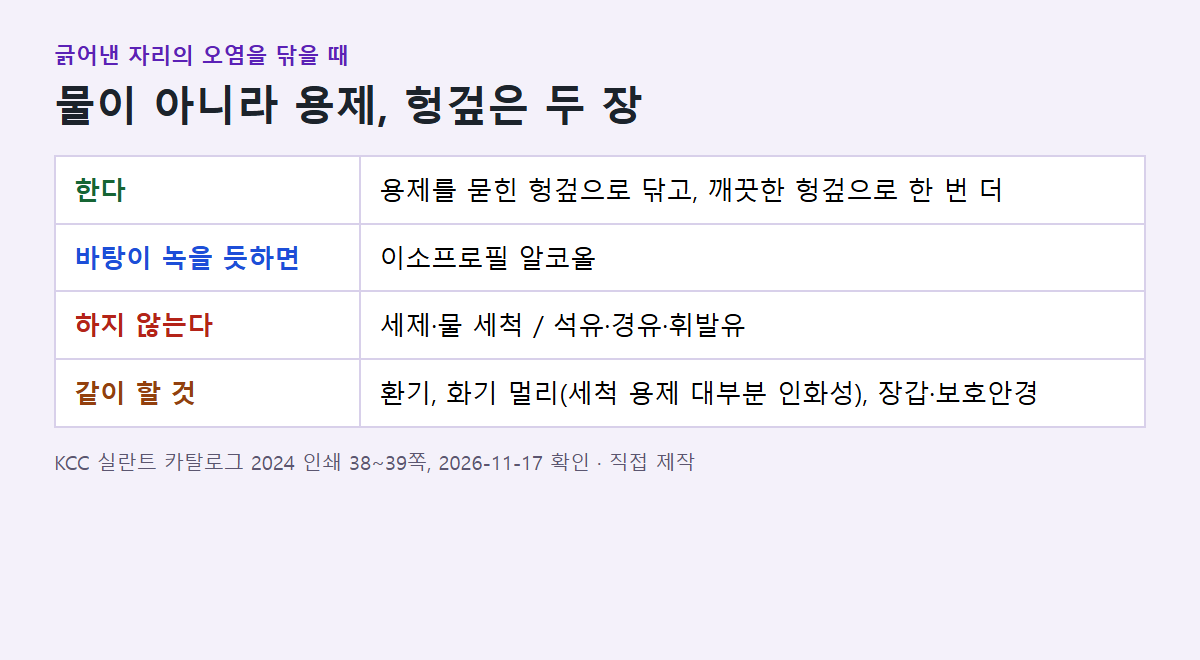 긁어낸 자리의 오염을 닦을 때
물이 아니라 용제, 헝겊은 두 장
한다 용제를 묻힌 헝겊으로 닦고, 깨끗한 헝겊으로 한 번 더
바탕이 녹을 듯하면 이소프로필 알코올
하지 않는다 세제·물 세척 / 석유·경유·휘발유
같이 할 것 환기, 화기 멀리(세척 용제 대부분 인화성), 장갑·보호안경
KCC 실란트 카탈로그 2024 인쇄 38~39쪽, 2026-11-17 확인 · 직접 제작